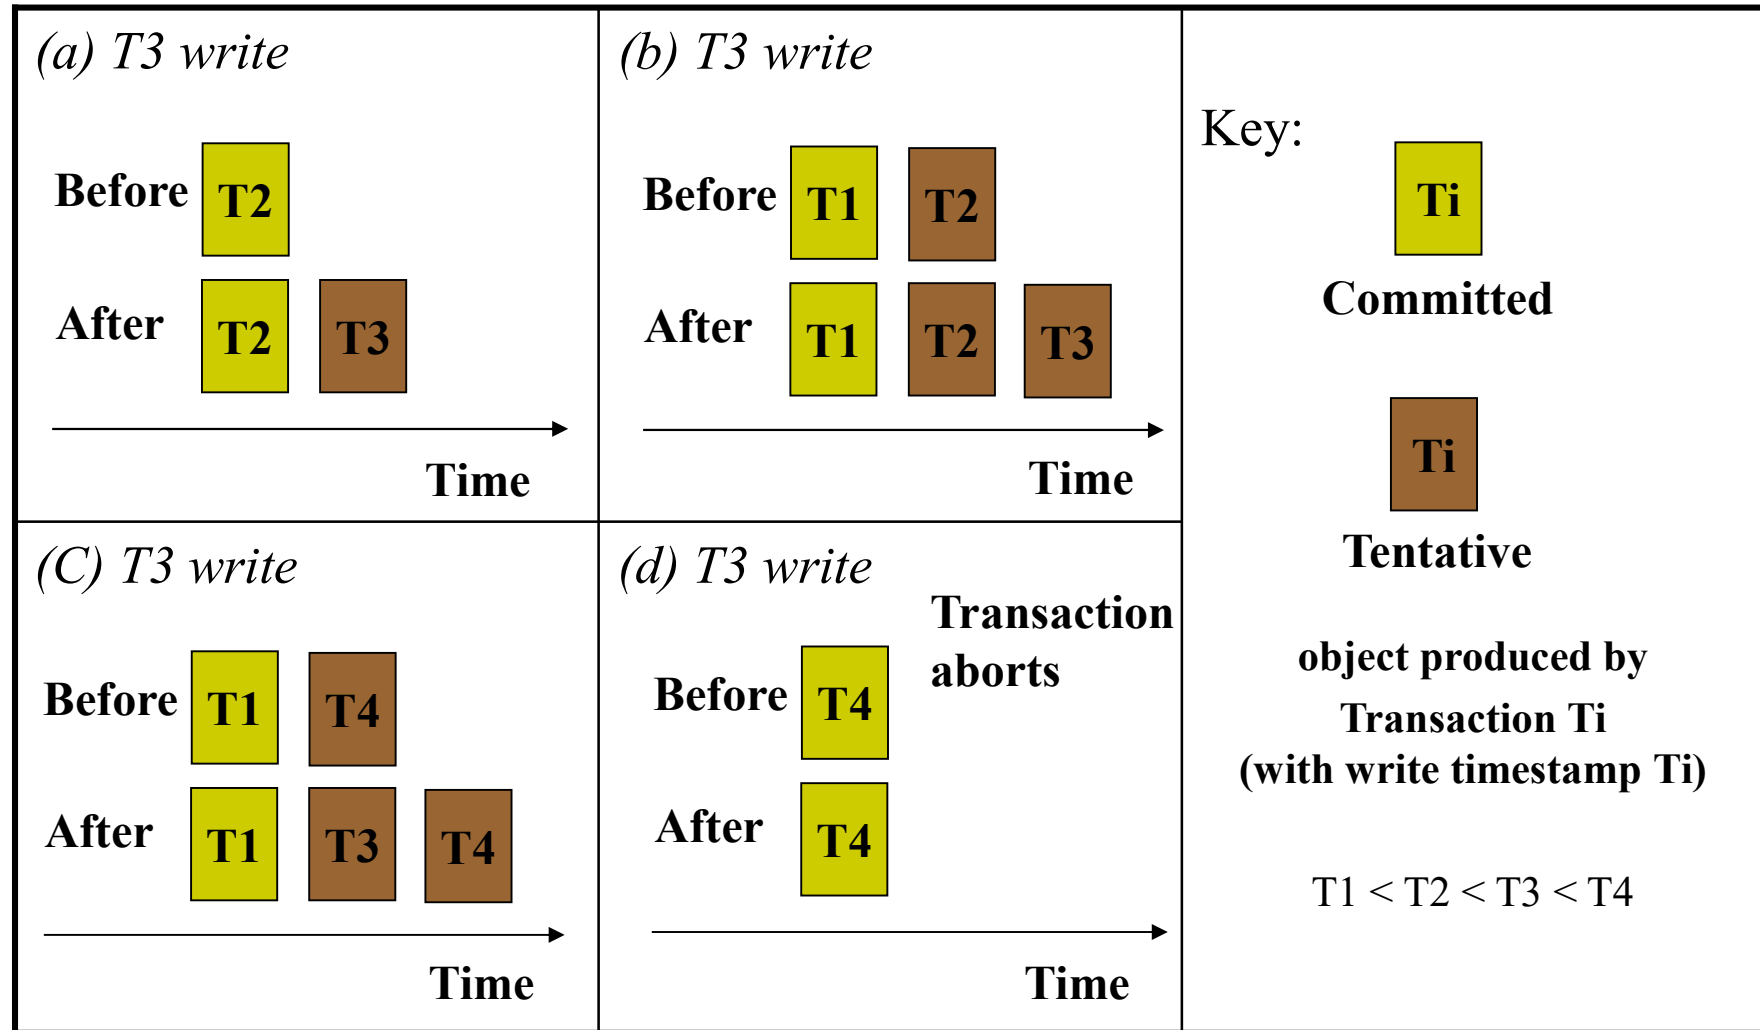 (a) T3 write
Before T2
After T2 T3
Time
(b) T3 write
Before T1 T2
After T1 T2 T3
Time
(C) T3 write
Before T1 T4
After T1 T3 T4
Time
(d) T3 write
Transaction
aborts
Before T4
After T4
Time
Key:
Ti
Committed
Ti
Tentative
object produced by
Transaction Ti
(with write timestamp Ti)
T1 < T2 < T3 < T4